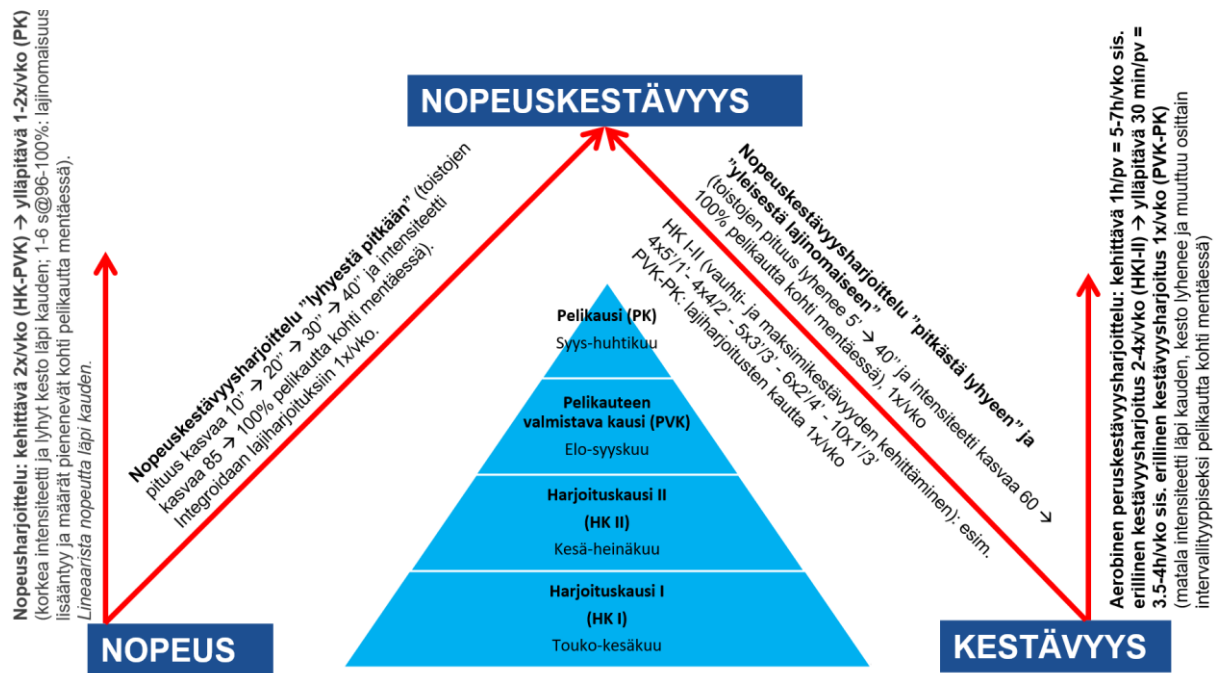 Nopeusharjoittelu: kehittävä 2x/vko (HK-PVK) → ylläpitävä 1-2x/vko (PK)
(korkea intensiteetti ja lyhyt kesto läpi kauden; 1-6 s@96-100%: lajinomaisuus
lisääntyy ja määrät pienenevät kohti pelikautta mentäessä).
Lineaarista nopeutta läpi kauden.
NOPEUSKESTÄVYYS
Nopeuskestävyysharjoittelu ”lyhyestä pitkään” (toistojen
pituus kasvaa 10’’ → 20’’ → 30’’ → 40’’ ja intensiteetti
kasvaa 85 → 100% pelikautta kohti mentäessä).
Integroidaan lajiharjoituksiin 1x/vko.
Nopeuskestävyysharjoittelu ”pitkästä lyhyeen” ja
”yleisestä lajinomaiseen”
(toistojen pituus lyhenee 5’ → 40’’ ja intensiteetti kasvaa 60 →
100% pelikautta kohti mentäessä), 1x/vko
HK I-II (vauhti- ja maksimikestävyyden kehittäminen): esim.
4x5’/1’- 4x4/2’ - 5x3’/3’ - 6x2’/4’ - 10x1’/3’
PVK-PK: lajiharjoitusten kautta 1x/vko
Pelikausi (PK)
Syys-huhtikuu
Pelikauteen
valmistava kausi (PVK)
Elo-syyskuu
Harjoituskausi II
(HK II)
Kesä-heinäkuu
Harjoituskausi I
(HK I)
Touko-kesäkuu
NOPEUS
KESTÄVYYS
Aerobinen peruskestävyysharjoittelu: kehittävä 1h/pv = 5-7h/vko sis.
erillinen kestävyysharjoitus 2-4x/vko (HKI-II) → ylläpitävä 30 min/pv =
3.5-4h/vko sis. erillinen kestävyysharjoitus 1x/vko (PVK-PK)
(matala intensiteetti läpi kauden, kesto lyhenee ja muuttuu osittain
intervallityyppiseksi pelikautta kohti mentäessä)